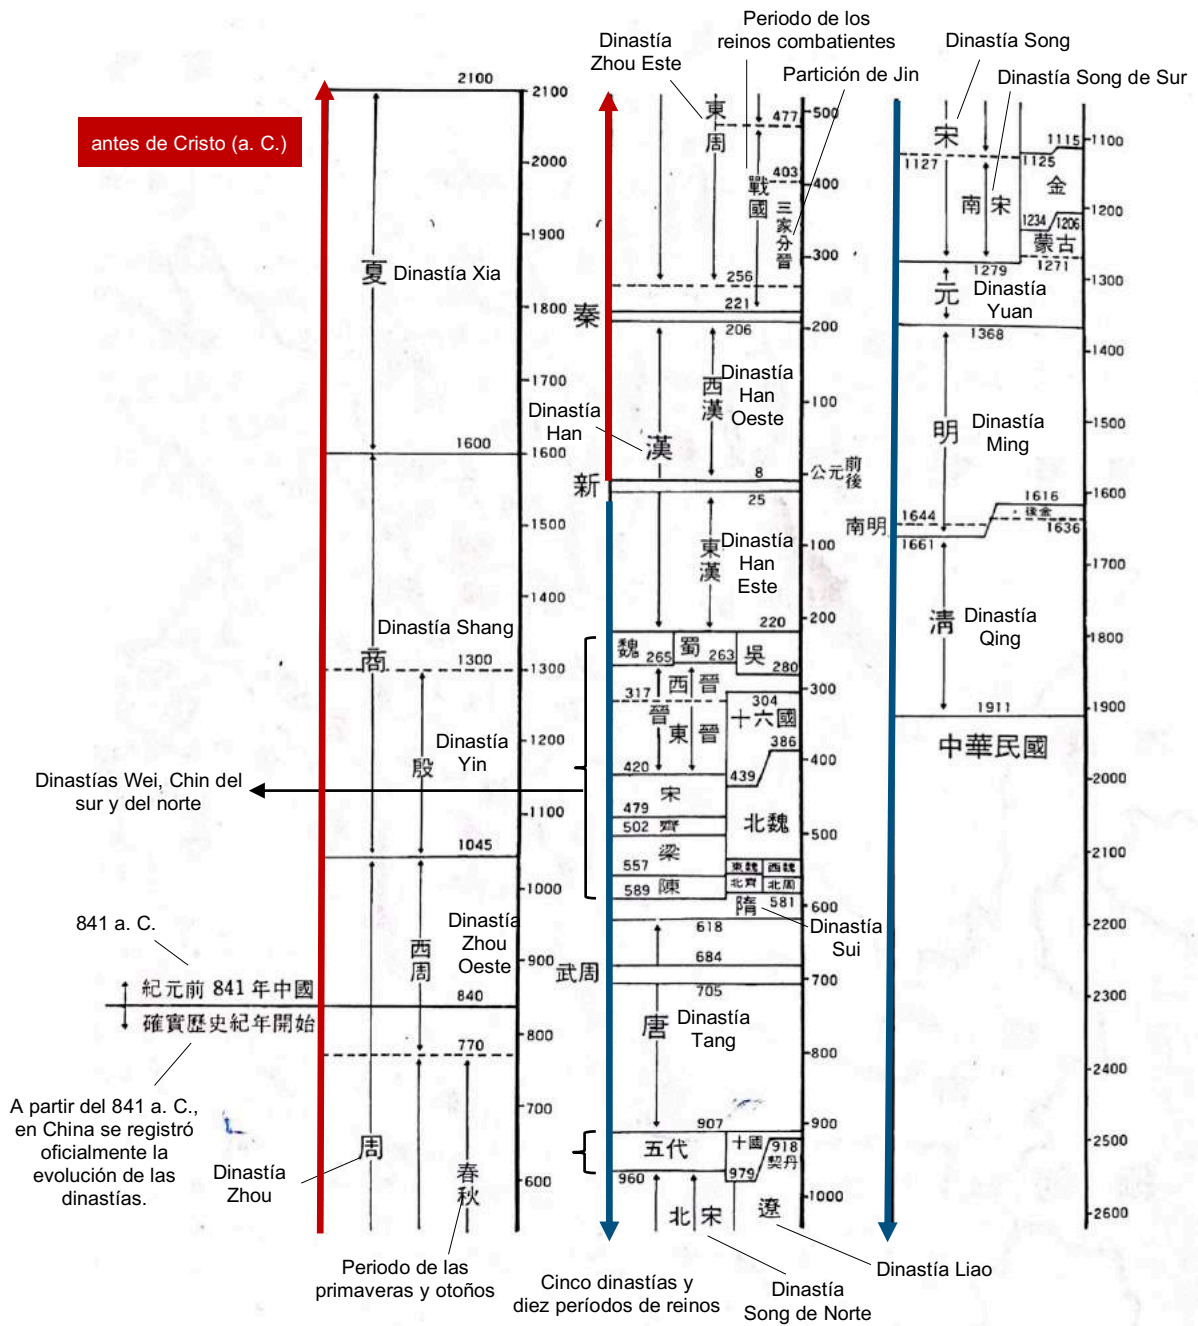 antes de Cristo (a. C.)
2100
夏
Dinastía Xia
1600
Dinastía Shang
商
1300
殷
Dinastía
Yin
1045
西周
Dinastía
Zhou
Oeste
841 a. C.
紀元前 841 年中國
840
確實歷史紀年開始
770
A partir del 841 a. C.,
en China se registró
oficialmente la
evolución de las
dinastías.
周
Dinastía
Zhou
春秋
Periodo de las
primaveras y otoños
2100
2000
1900
1800
1700
1600
1500
1400
1300
1200
1100
1000
900
800
700
600
Dinastía
Zhou Este
Periodo de los
reinos combatientes
Partición de Jin
東周
477
戰國
403
三家分晉
256
221
秦
206
Dinastía
Han
漢
西漢
Dinastía
Han
Oeste
8
新
25
東漢
Dinastía
Han
Este
220
魏
蜀
吳
265
263
280
西晉
317
晉
東晉
304
十六國
386
420
439
宋
479
北魏
502
齊
梁
557
東魏
西魏
北齊
北周
589
陳
隋
581
Dinastías Wei, Chin del
sur y del norte
618
Dinastía
Sui
684
武周
705
唐
Dinastía
Tang
907
五代
十國
918
契丹
960
979
北宋
遼
Cinco dinastías y
diez períodos de reinos
Dinastía
Song de Norte
Dinastía Liao
500
400
300
200
100
公元前後
100
200
300
400
500
600
700
800
900
1000
Dinastía Song
Dinastía Song de Sur
宋
1115
1127
1125
金
南宋
1234
1206
蒙古
1279
1271
元
Dinastía
Yuan
1368
明
Dinastía
Ming
1616
1644
後金
南明
1636
1661
清
Dinastía
Qing
1911
中華民國
1100
1200
1300
1400
1500
1600
1700
1800
1900
2000
2100
2200
2300
2400
2500
2600